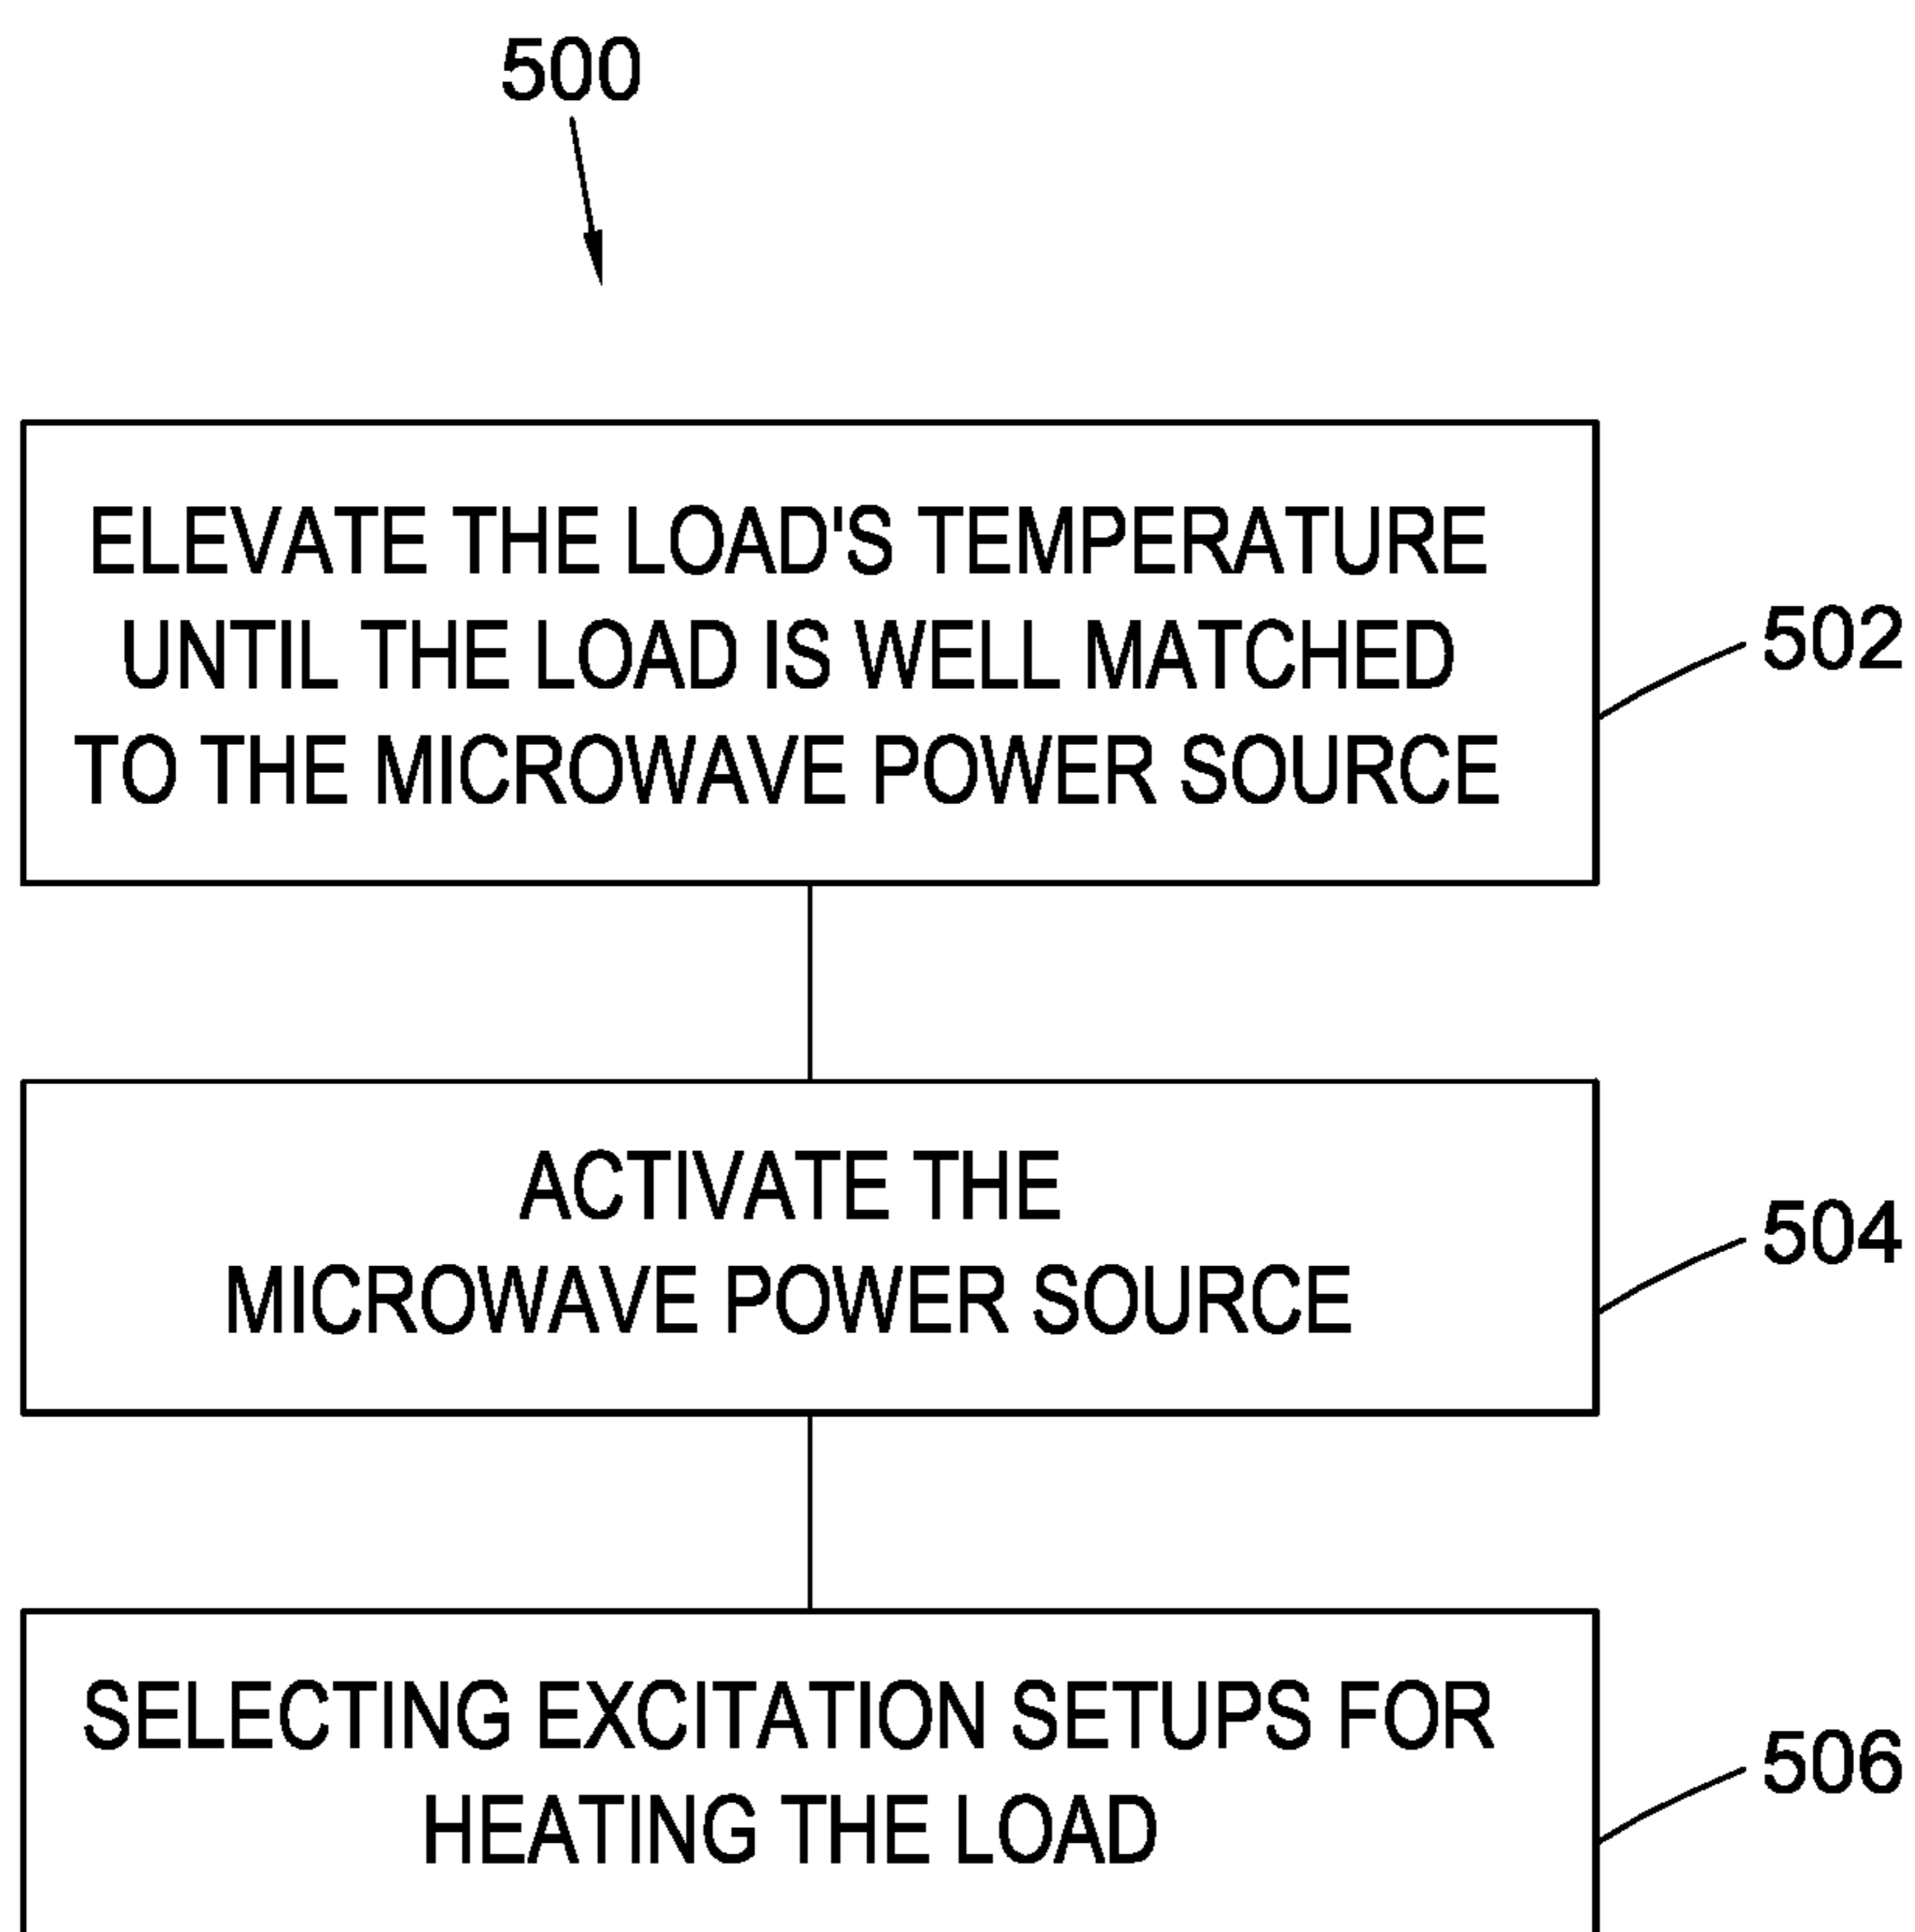 500
ELEVATE THE LOAD'S TEMPERATURE
UNTIL THE LOAD IS WELL MATCHED
TO THE MICROWAVE POWER SOURCE
502
ACTIVATE THE
MICROWAVE POWER SOURCE
504
SELECTING EXCITATION SETUPS FOR
HEATING THE LOAD
506